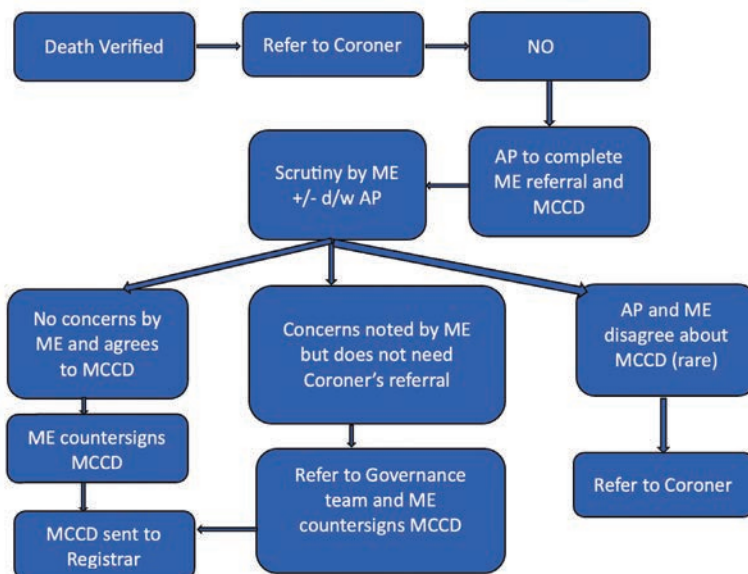 Death Verified
Refer to Coroner
NO
AP to complete
ME referral and
MCCD
Scrutiny by ME
+/- d/w AP
No concerns by
ME and agrees
to MCCD
Concerns noted by ME
but does not need
Coroner's referral
AP and ME
disagree about
MCCD (rare)
ME countersigns
MCCD
Refer to Governance
team and ME
countersigns MCCD
Refer to Coroner
MCCD sent to
Registrar